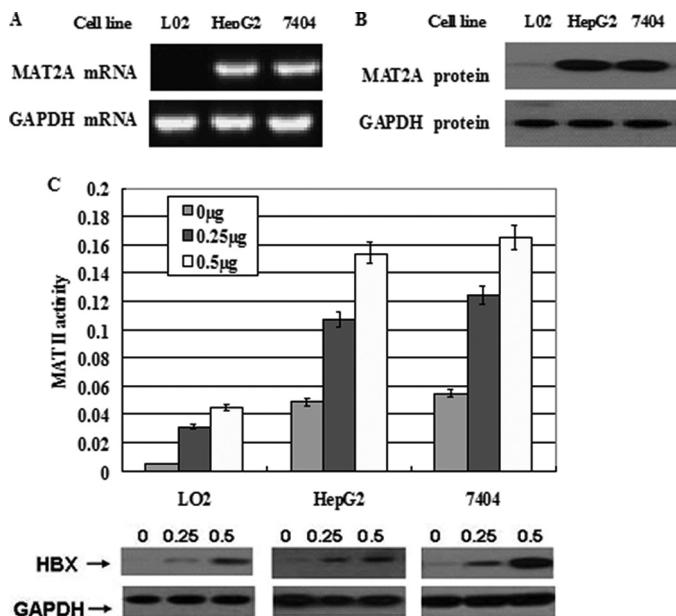 A Cell line L02 HepG2 7404
MAT2A mRNA
GAPDH mRNA
B Cell line L02 HepG2 7404
MAT2A protein
GAPDH protein
C
0.2
0.18
0.16
0.14
0.12
0.1
0.08
0.06
0.04
0.02
0
MAT II activity
0µg
0.25µg
0.5µg
LO2 HepG2 7404
0 0.25 0.5 0 0.25 0.5 0 0.25 0.5
HBX →
GAPDH →